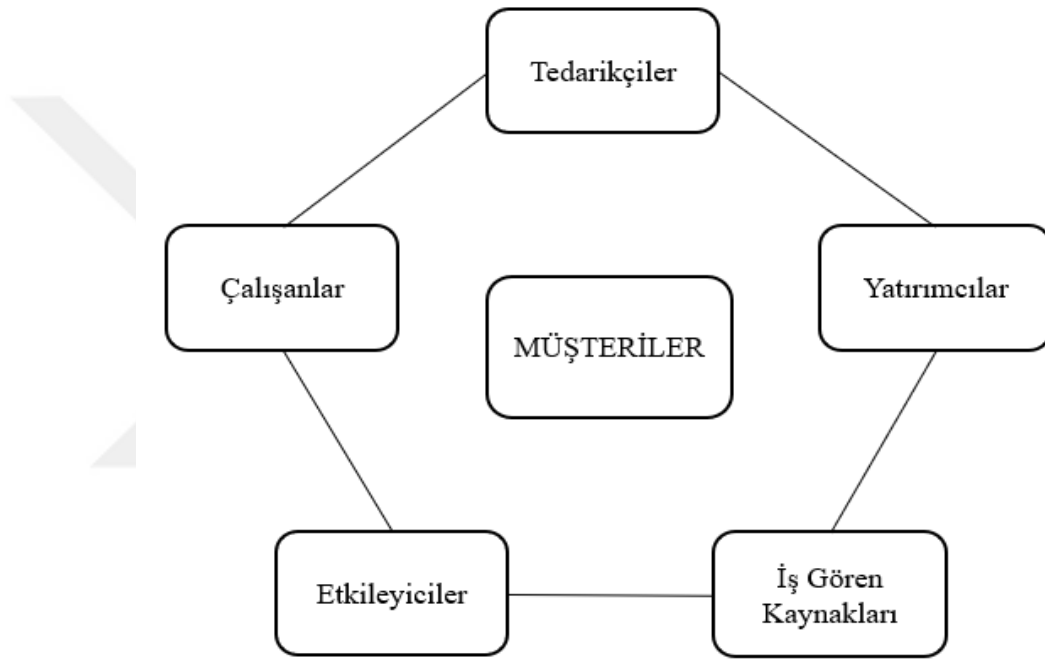 Tedarikçiler
Çalışanlar
Yatırımcılar
MÜŞTERİLER
Etkileyiciler
İş Gören
Kaynakları